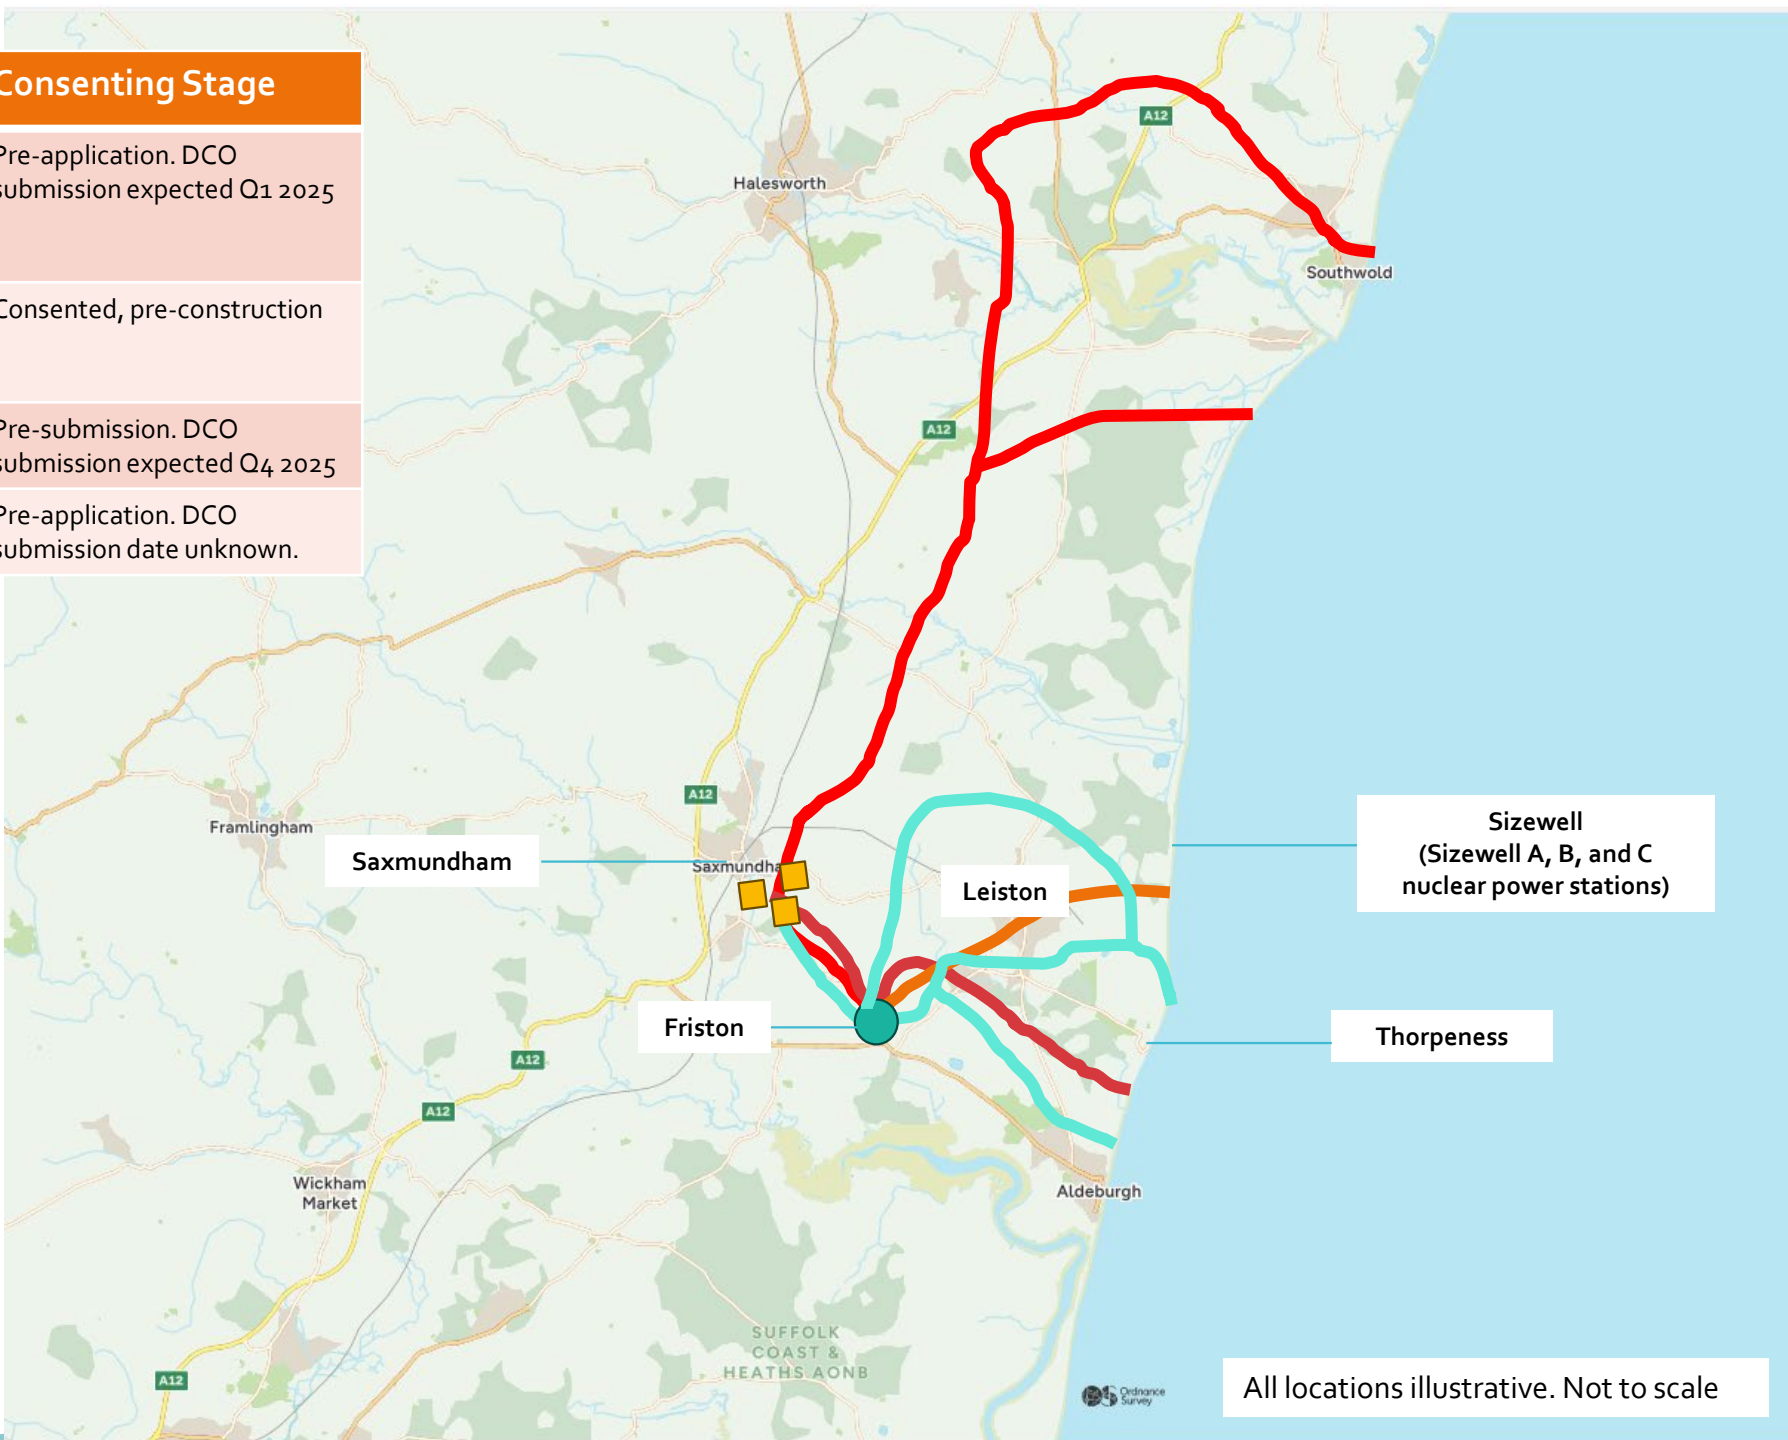 Consenting Stage
Pre-application. DCO
submission expected Q1 2025
Consented, pre-construction
Pre-submission. DCO
submission expected Q4 2025
Pre-application. DCO
submission date unknown.
A12
Halesworth
Southwold
A12
A12
Framlingham
Saxmundham
Saxmundha
Leiston
Sizewell
(Sizewell A, B, and C
nuclear power stations)
Friston
Thorpeness
A12
A12
Wickham
Market
Aldeburgh
SUFFOLK
COAST &
HEATHS AONB
A12
Ordnance
Survey
All locations illustrative. Not to scale